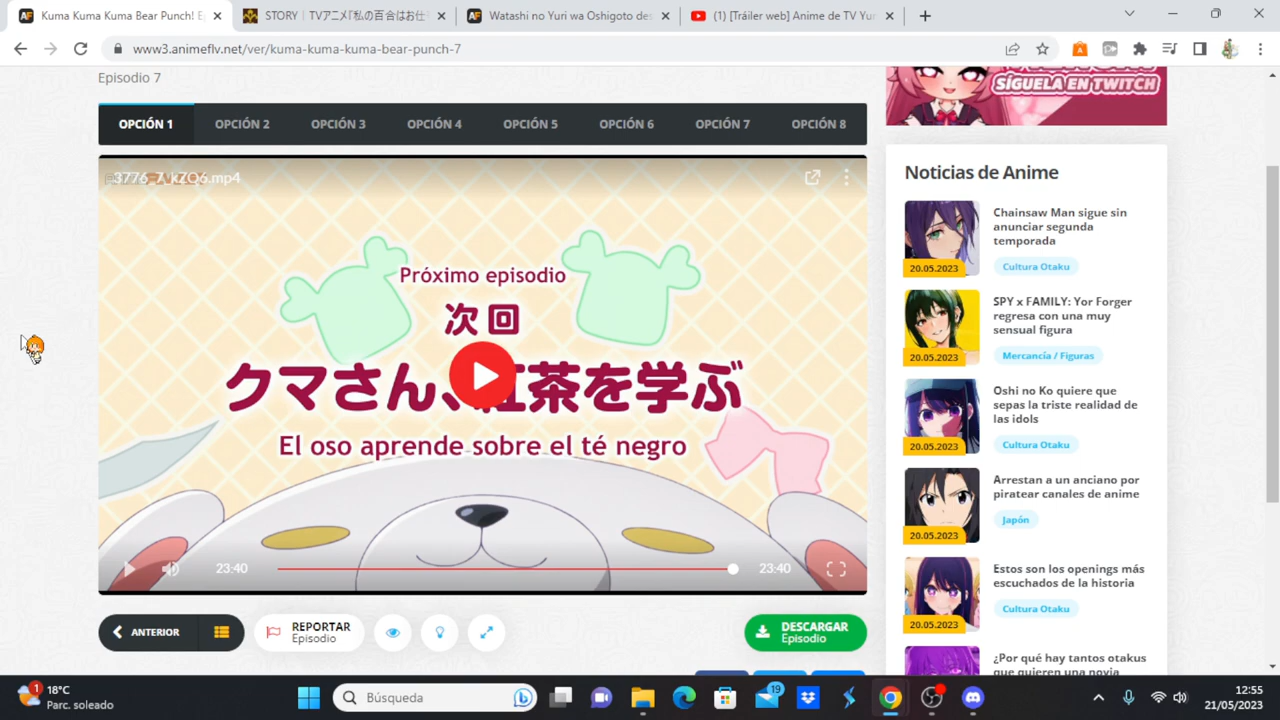 Kuma Kuma Kuma Bear Punch! E
STORY | TVアニメ『私の百合はお仕
Watashi no Yuri wa Oshigoto des
(1) [Tráiler web] Anime de TV Yur
www3.animeflv.net/ver/kuma-kuma-kuma-bear-punch-7
Episodio 7
SÍGUELA EN TWITCH
OPCIÓN 1
OPCIÓN 2
OPCIÓN 3
OPCIÓN 4
OPCIÓN 5
OPCIÓN 6
OPCIÓN 7
OPCIÓN 8
3776_7_kZQ6.mp4
Próximo episodio
次回
クマさん、紅茶を学ぶ
El oso aprende sobre el té negro
23:40
23:40
ANTERIOR
REPORTAR
Episodio
DESCARGAR
Episodio
Noticias de Anime
Chainsaw Man sigue sin
anunciar segunda
temporada
20.05.2023
Cultura Otaku
SPY x FAMILY: Yor Forger
regresa con una muy
sensual figura
20.05.2023
Mercancía / Figuras
Oshi no Ko quiere que
sepas la triste realidad de
las idols
20.05.2023
Cultura Otaku
Arrestan a un anciano por
piratear canales de anime
20.05.2023
Japón
Estos son los openings más
escuchados de la historia
20.05.2023
Cultura Otaku
¿Por qué hay tantos otakus
que quieren una novia
1
18°C
Parc. soleado
Búsqueda
19
12:55
21/05/2023